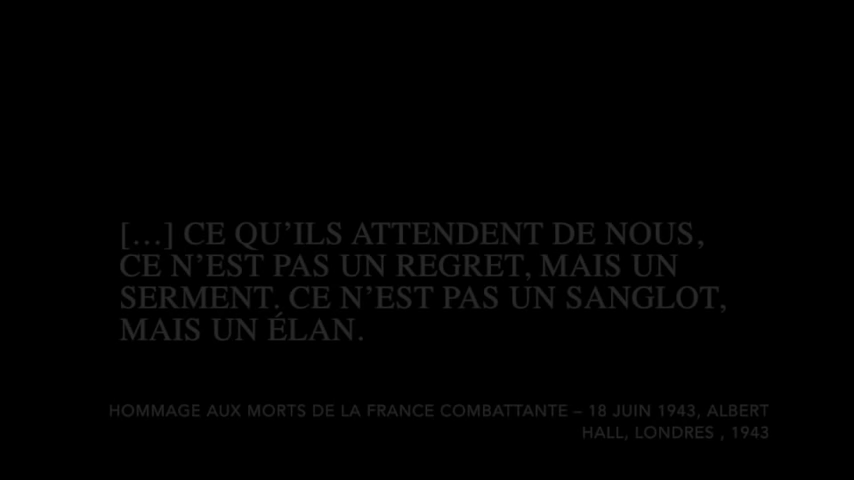 […] CE QU’ILS ATTENDENT DE NOUS,
CE N’EST PAS UN REGRET, MAIS UN
SERMENT. CE N’EST PAS UN SANGLOT,
MAIS UN ÉLAN.
HOMMAGE AUX MORTS DE LA FRANCE COMBATTANTE – 18 JUIN 1943, ALBERT
HALL, LONDRES , 1943